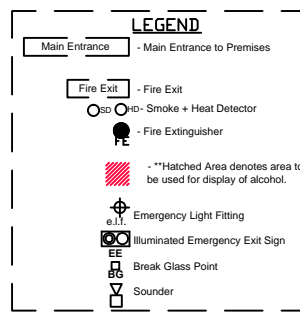 LEGEND
Main Entrance - Main Entrance to Premises
Fire Exit - Fire Exit
SD HD - Smoke + Heat Detector
- Fire Extinguisher
FE
- **Hatched Area denotes area to
be used for display of alcohol.
e.l.f. Emergency Light Fitting
Illuminated Emergency Exit Sign
EE
Break Glass Point
BG
Sounder